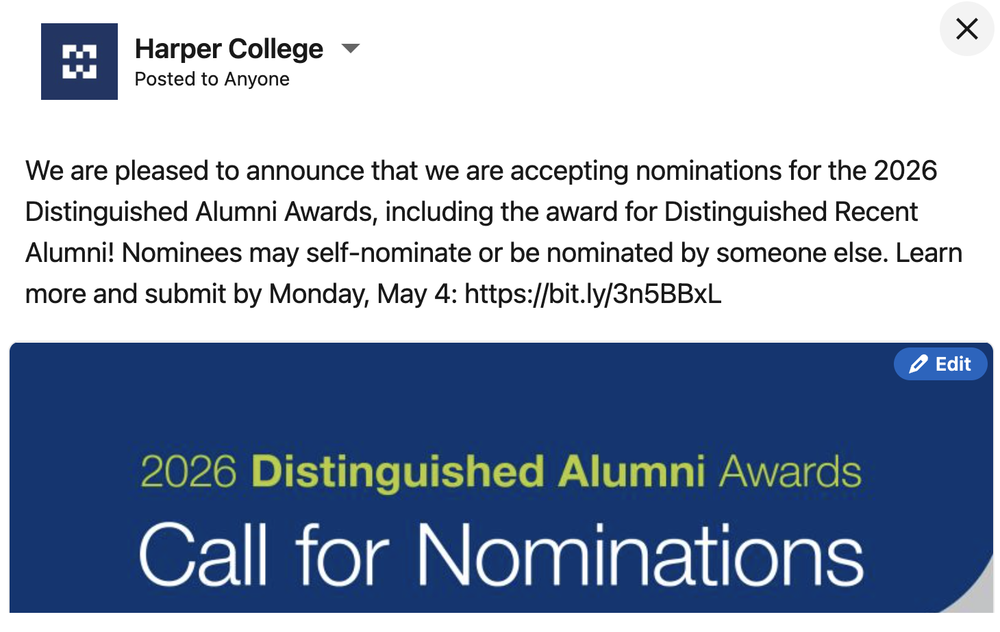 Harper College
Posted to Anyone
We are pleased to announce that we are accepting nominations for the 2026
Distinguished Alumni Awards, including the award for Distinguished Recent
Alumni! Nominees may self-nominate or be nominated by someone else. Learn
more and submit by Monday, May 4: https://bit.ly/3n5BBxL
Edit
2026 Distinguished Alumni Awards
Call for Nominations